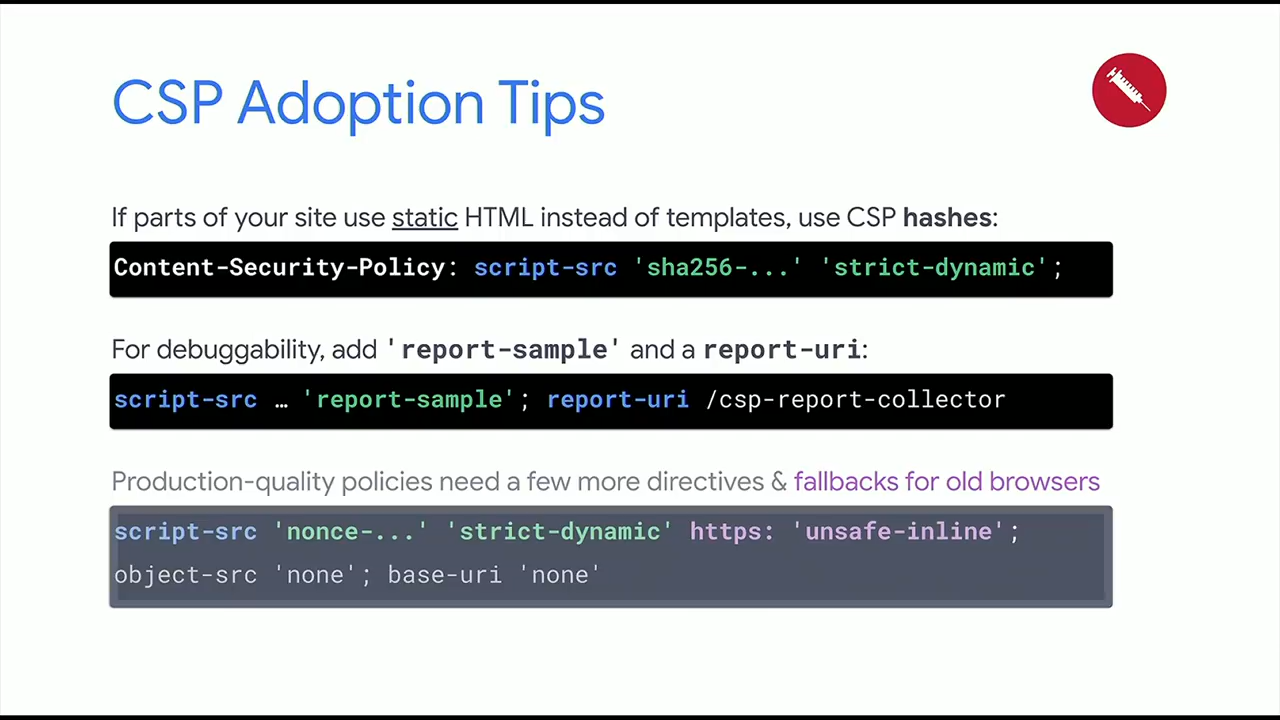 CSP Adoption Tips
If parts of your site use static HTML instead of templates, use CSP hashes:
Content-Security-Policy: script-src 'sha256-...' 'strict-dynamic';
For debuggability, add 'report-sample' and a report-uri:
script-src … 'report-sample'; report-uri /csp-report-collector
Production-quality policies need a few more directives & fallbacks for old browsers
script-src 'nonce-...' 'strict-dynamic' https: 'unsafe-inline';
object-src 'none'; base-uri 'none'